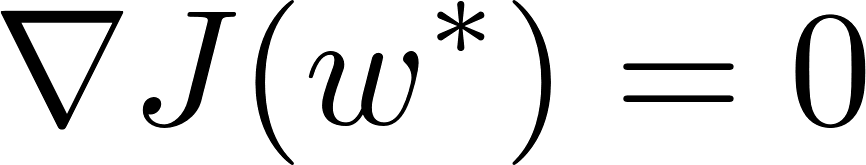 ∇J(w*) = 0